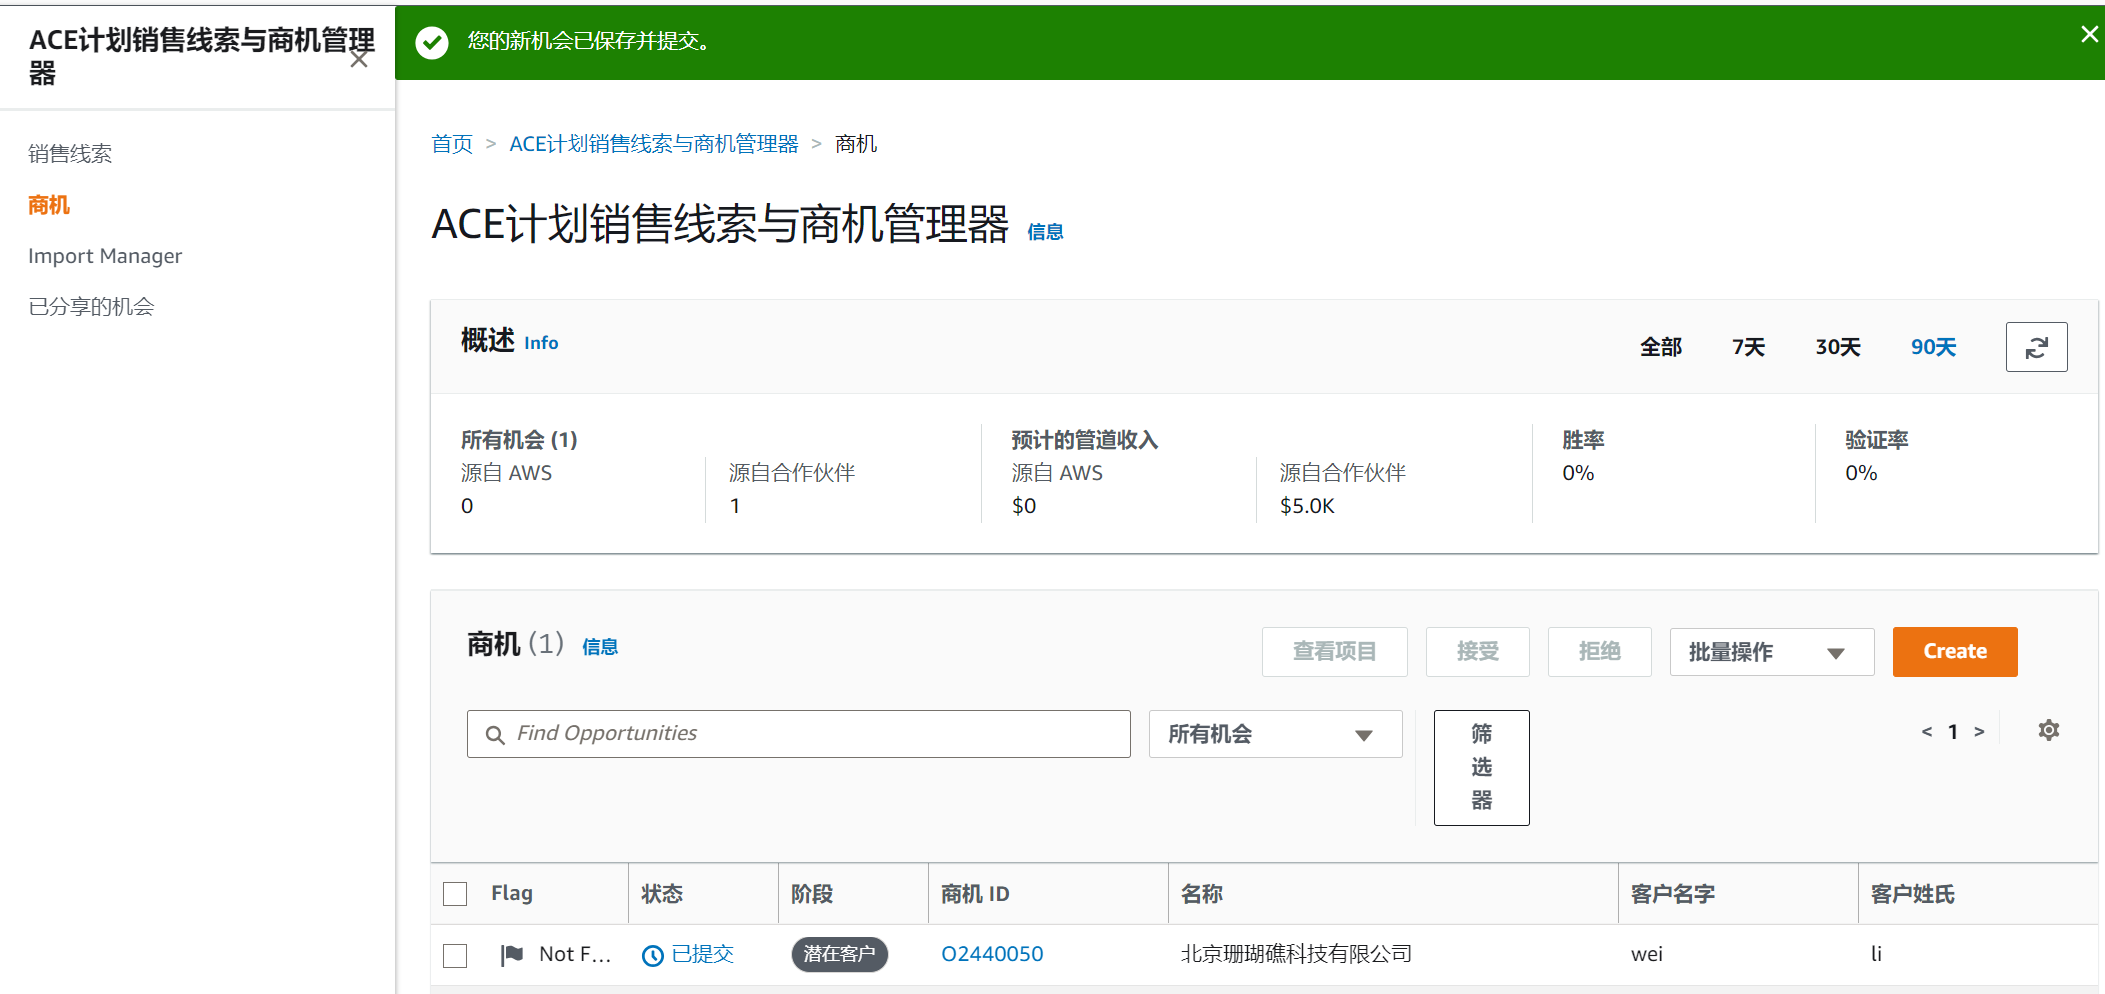 ACE计划销售线索与商机管理
器
您的新机会已保存并提交。
销售线索
商机
Import Manager
已分享的机会
首页 > ACE计划销售线索与商机管理器 > 商机
ACE计划销售线索与商机管理器 信息
概述 Info
全部 7天 30天 90天
所有机会 (1)
源自 AWS
0
源自合作伙伴
1
预计的管道收入
源自 AWS
$0
源自合作伙伴
$5.0K
胜率
0%
验证率
0%
商机 (1) 信息
查看项目 接受 拒绝 批量操作 Create
Find Opportunities
所有机会
筛
选
器
< 1 >
Flag 状态 阶段 商机 ID 名称 客户名字 客户姓氏
Not F... 已提交 潜在客户 O2440050 北京珊瑚礁科技有限公司 wei li